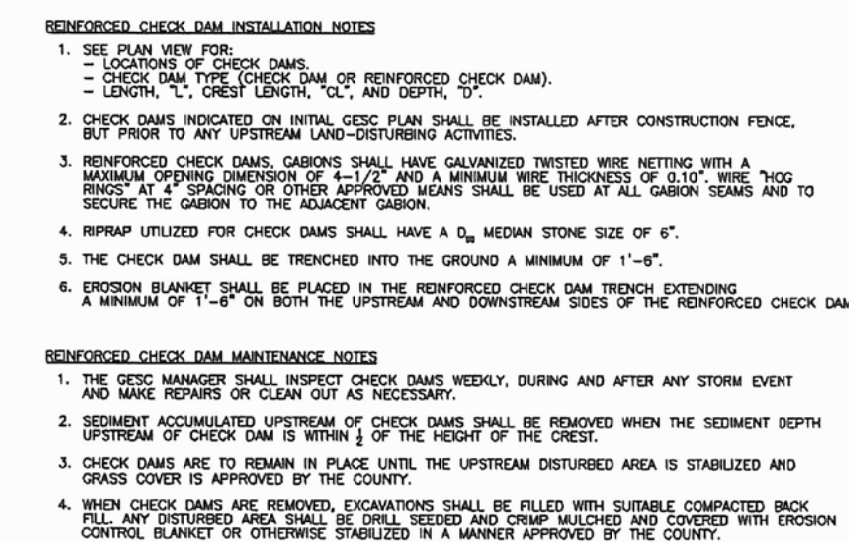 REINFORCED CHECK DAM INSTALLATION NOTES
1. SEE PLAN VIEW FOR:
– LOCATIONS OF CHECK DAMS.
– CHECK DAM TYPE (CHECK DAM OR REINFORCED CHECK DAM).
– LENGTH, "L", CREST LENGTH, "CL", AND DEPTH, "D".
2. CHECK DAMS INDICATED ON INITIAL GESC PLAN SHALL BE INSTALLED AFTER CONSTRUCTION FENCE,
BUT PRIOR TO ANY UPSTREAM LAND–DISTURBING ACTIVITIES.
3. REINFORCED CHECK DAMS, GABIONS SHALL HAVE GALVANIZED TWISTED WIRE NETTING WITH A
MAXIMUM OPENING DIMENSION OF 4–1/2" AND A MINIMUM WIRE THICKNESS OF 0.10". WIRE "HOG
RINGS" AT 4" SPACING OR OTHER APPROVED MEANS SHALL BE USED AT ALL GABION SEAMS AND TO
SECURE THE GABION TO THE ADJACENT GABION.
4. RIPRAP UTILIZED FOR CHECK DAMS SHALL HAVE A D MEDIAN STONE SIZE OF 6".
5. THE CHECK DAM SHALL BE TRENCHED INTO THE GROUND A MINIMUM OF 1'–6".
6. EROSION BLANKET SHALL BE PLACED IN THE REINFORCED CHECK DAM TRENCH EXTENDING
A MINIMUM OF 1'–6" ON BOTH THE UPSTREAM AND DOWNSTREAM SIDES OF THE REINFORCED CHECK DAM
REINFORCED CHECK DAM MAINTENANCE NOTES
1. THE GESC MANAGER SHALL INSPECT CHECK DAMS WEEKLY, DURING AND AFTER ANY STORM EVENT
AND MAKE REPAIRS OR CLEAN OUT AS NECESSARY.
2. SEDIMENT ACCUMULATED UPSTREAM OF CHECK DAMS SHALL BE REMOVED WHEN THE SEDIMENT DEPTH
UPSTREAM OF CHECK DAM IS WITHIN ½ OF THE HEIGHT OF THE CREST.
3. CHECK DAMS ARE TO REMAIN IN PLACE UNTIL THE UPSTREAM DISTURBED AREA IS STABILIZED AND
GRASS COVER IS APPROVED BY THE COUNTY.
4. WHEN CHECK DAMS ARE REMOVED, EXCAVATIONS SHALL BE FILLED WITH SUITABLE COMPACTED BACK
FILL. ANY DISTURBED AREA SHALL BE DRILL SEEDED AND CRIMP MULCHED AND COVERED WITH EROSION
CONTROL BLANKET OR OTHERWISE STABILIZED IN A MANNER APPROVED BY THE COUNTY.